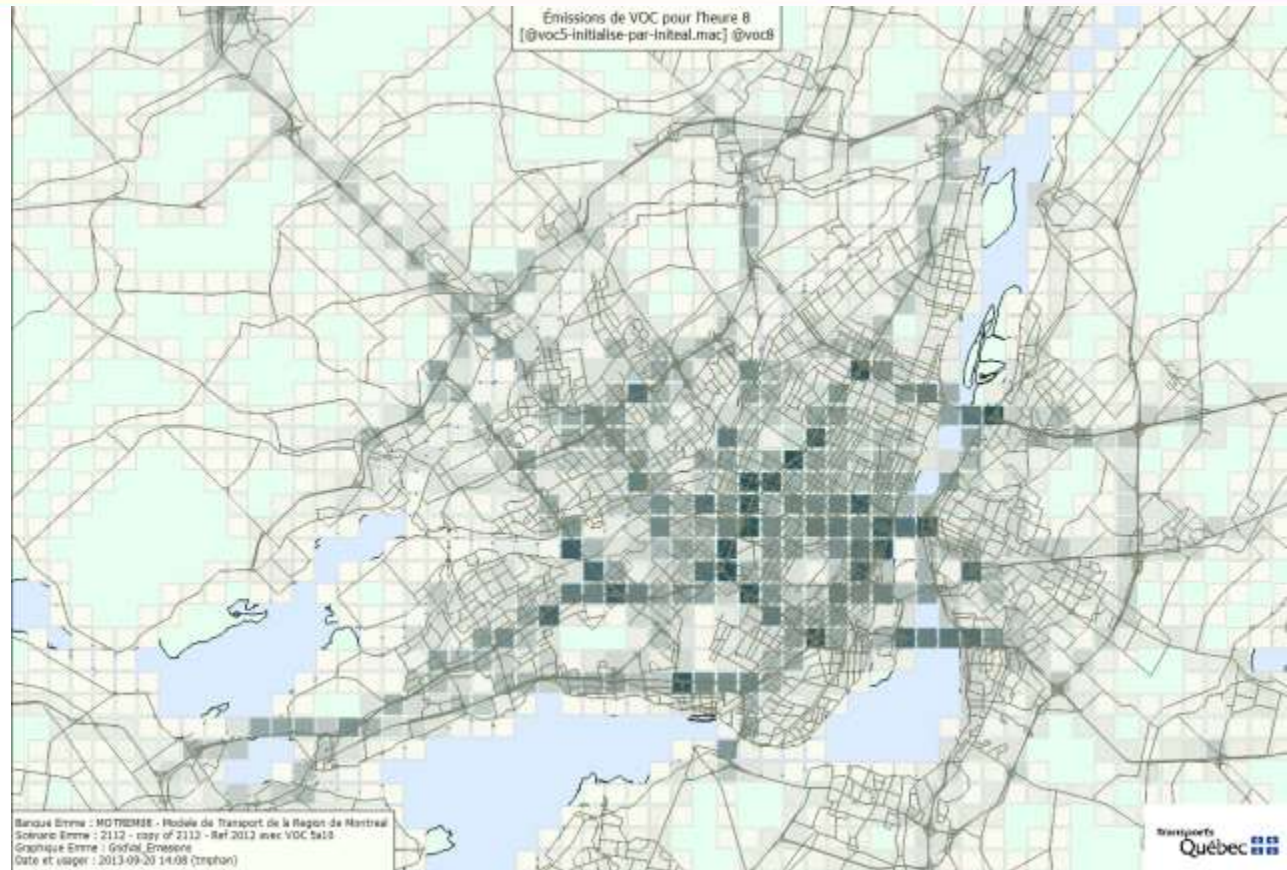 Émissions de VOC pour l'heure 8
[@voc5-initialise-par-initeal.mac] @voc8
Banque Emme : MOTREM08 - Modele de Transport de la Region de Montreal
Scénario Emme : 2112 - copy of 2112 - Ref 2012 avec VOC 5a10
Graphique Emme : GridVal_Emissions
Date et usager : 2013-09-20 14:08 (tmphan)
Transports
Québec